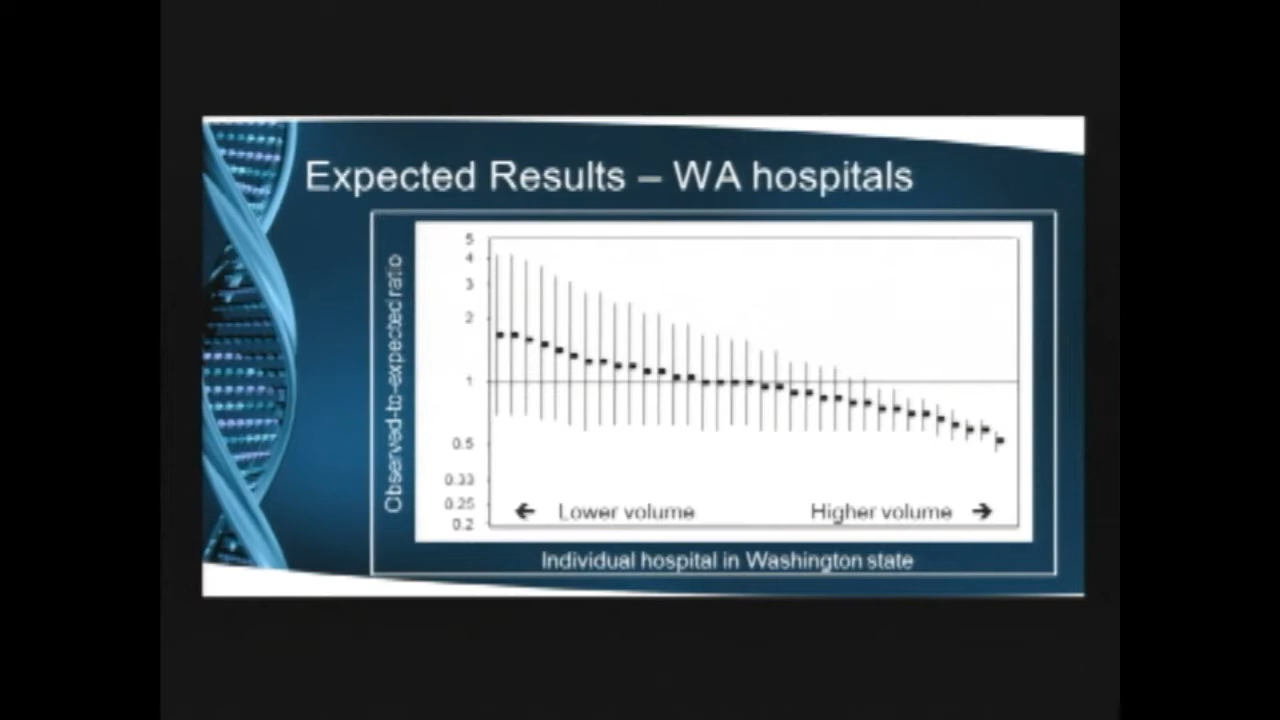 Expected Results – WA hospitals
Observed-to-expected ratio
5
4
3
2
1
0.5
0.33
0.25
0.2
← Lower volume
Higher volume →
Individual hospital in Washington state